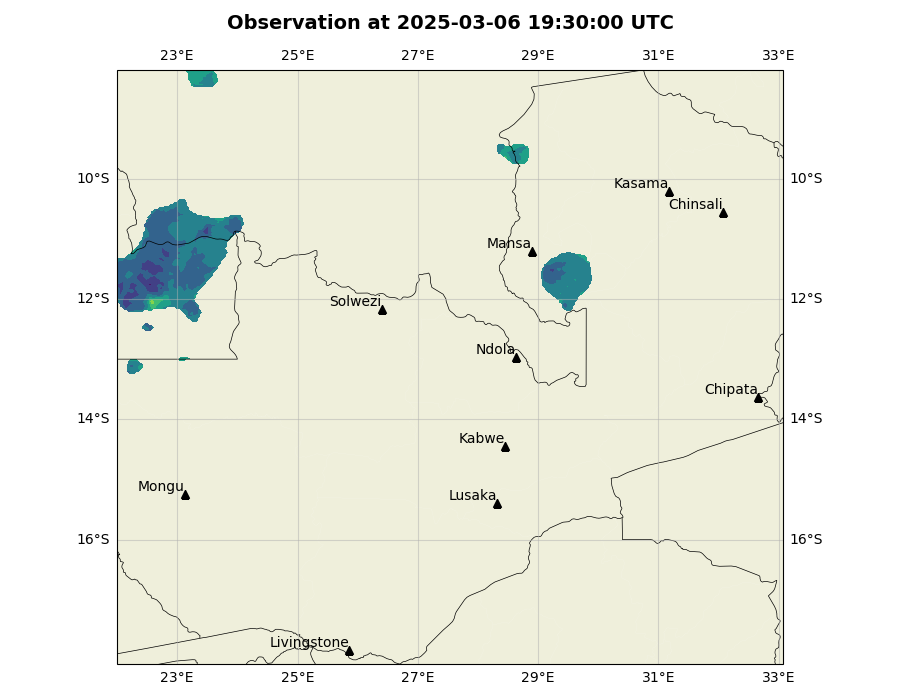 Observation at 2025-03-06 19:30:00 UTC
23°E 25°E 27°E 29°E 31°E 33°E
10°S 10°S
Kasama
Chinsali
Mansa
12°S 12°S
Solwezi
Ndola
Chipata
14°S 14°S
Kabwe
Mongu
Lusaka
16°S 16°S
Livingstone
23°E 25°E 27°E 29°E 31°E 33°E